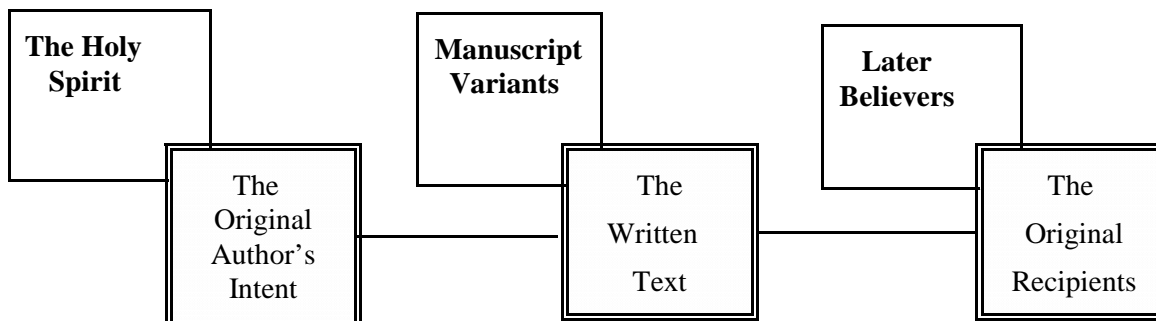 The Holy
Spirit
Manuscript
Variants
Later
Believers
The
Original
Author’s
Intent
The
Written
Text
The
Original
Recipients